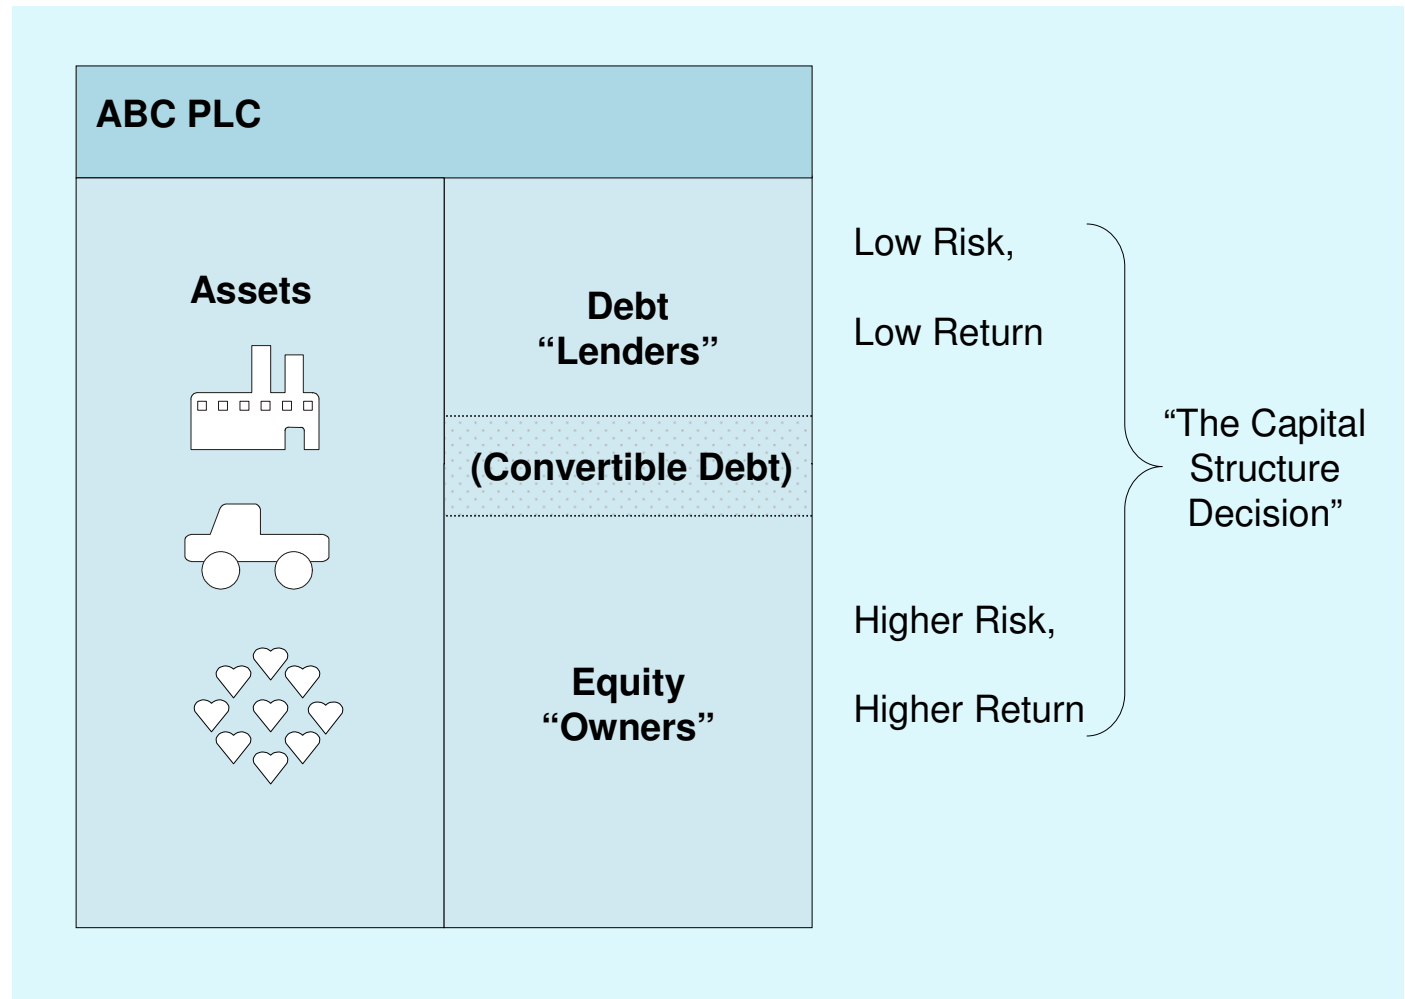 ABC PLC
Assets
Debt
“Lenders”
(Convertible Debt)
Equity
“Owners”
Low Risk,
Low Return
Higher Risk,
Higher Return
“The Capital
Structure
Decision”